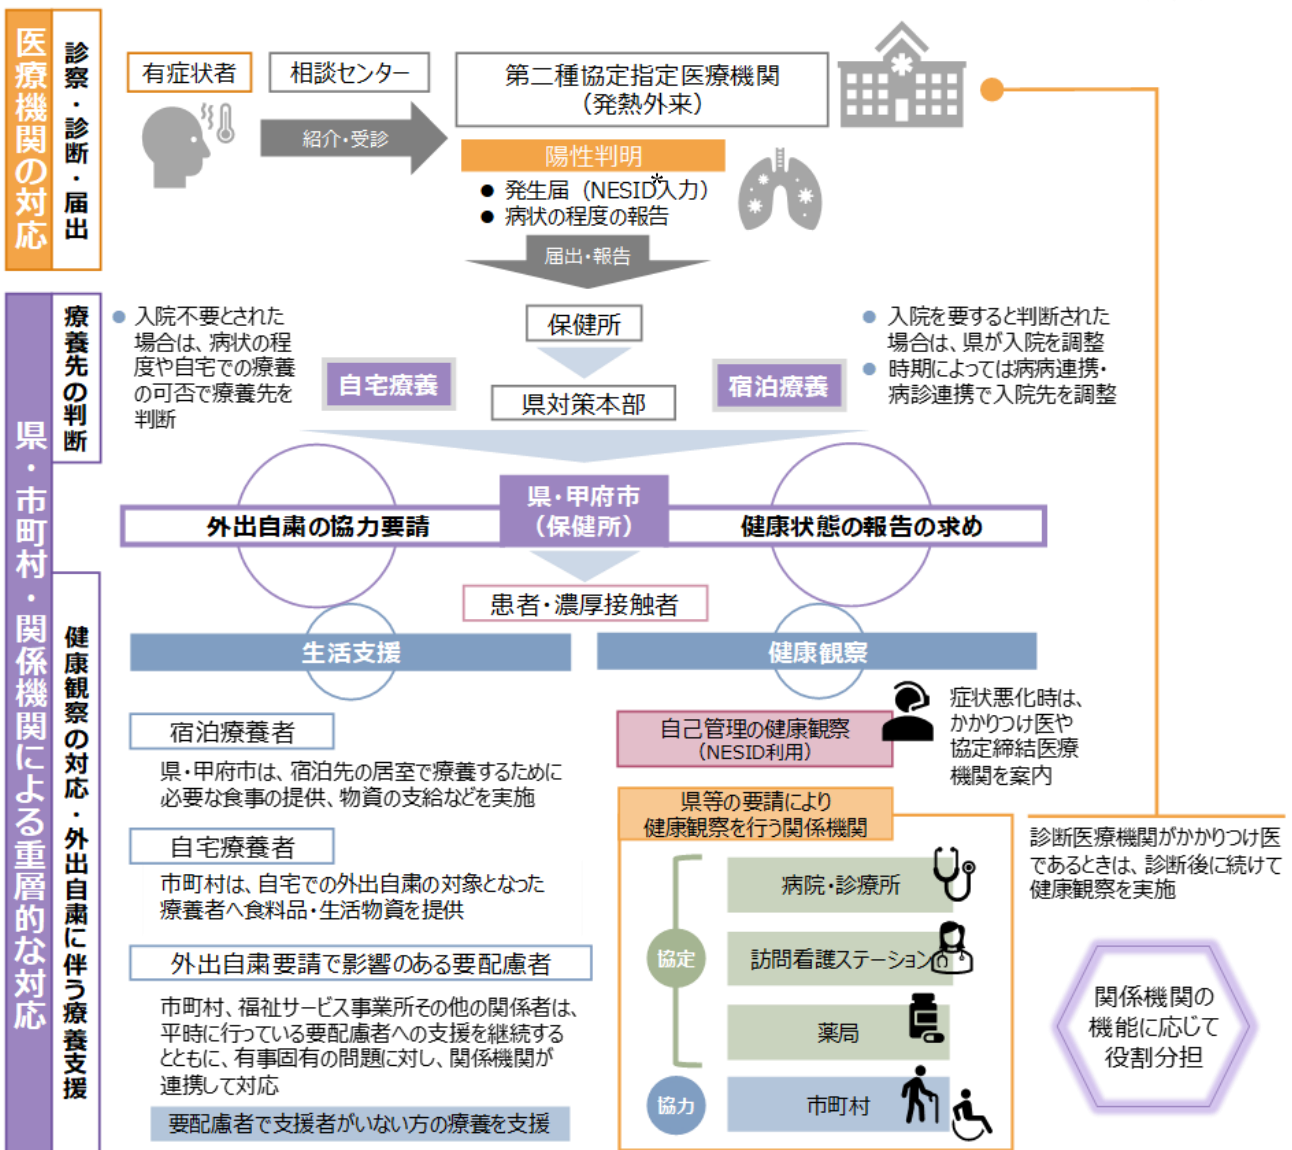 医療機関の対応
診察・診断・届出
有症状者
相談センター
紹介・受診
第二種協定指定医療機関
（発熱外来）
陽性判明
● 発生届（NESID*入力）
● 病状の程度の報告
届出・報告
県・市町村・関係機関による重層的な対応
療養先の判断
● 入院不要とされた
場合は、病状の程
度や自宅での療養
の可否で療養先を
判断
保健所
自宅療養
県対策本部
宿泊療養
● 入院を要すると判断された
場合は、県が入院を調整
● 時期によっては病病連携・
病診連携で入院先を調整
外出自粛の協力要請
県・甲府市
（保健所）
健康状態の報告の求め
患者・濃厚接触者
健康観察の対応・外出自粛に伴う療養支援
生活支援
宿泊療養者
県・甲府市は、宿泊先の居室で療養するために
必要な食事の提供、物資の支給などを実施
自宅療養者
市町村は、自宅での外出自粛の対象となった
療養者へ食料品・生活物資を提供
外出自粛要請で影響のある要配慮者
市町村、福祉サービス事業所その他の関係者は、
平時に行っている要配慮者への支援を継続する
とともに、有事固有の問題に対し、関係機関が
連携して対応
要配慮者で支援者がいない方の療養を支援
健康観察
自己管理の健康観察
（NESID利用）
症状悪化時は、
かかりつけ医や
協定締結医療
機関を案内
県等の要請により
健康観察を行う関係機関
協定
病院・診療所
訪問看護ステーション
薬局
協力
市町村
診断医療機関がかかりつけ医
であるときは、診断後に続けて
健康観察を実施
関係機関の
機能に応じて
役割分担